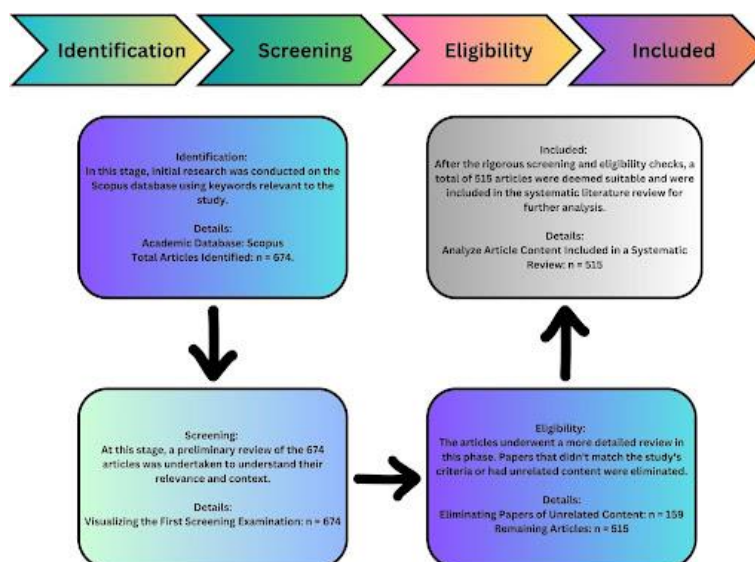 Identification
Screening
Eligibility
Included
Identification:
In this stage, initial research was conducted on the
Scopus database using keywords relevant to the
study.
Details:
Academic Database: Scopus
Total Articles Identified: n = 674.
Screening:
At this stage, a preliminary review of the 674
articles was undertaken to understand their
relevance and context.
Details:
Visualizing the First Screening Examination: n = 674
Eligibility:
The articles underwent a more detailed review in
this phase. Papers that didn't match the study's
criteria or had unrelated content were eliminated.
Details:
Eliminating Papers of Unrelated Content: n = 159
Remaining Articles: n = 515
Included:
After the rigorous screening and eligibility checks, a
total of 515 articles were deemed suitable and were
included in the systematic literature review for
further analysis.
Details:
Analyze Article Content Included in a Systematic
Review: n = 515